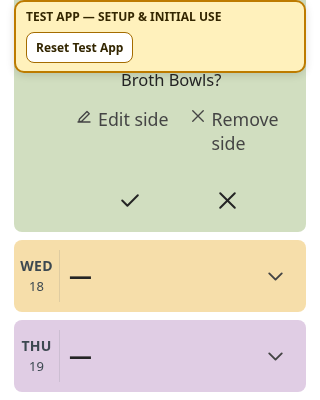 TEST APP — SETUP & INITIAL USE
Reset Test App
Broth Bowls?
Edit side
Remove
side
WED
18
—
THU
19
—